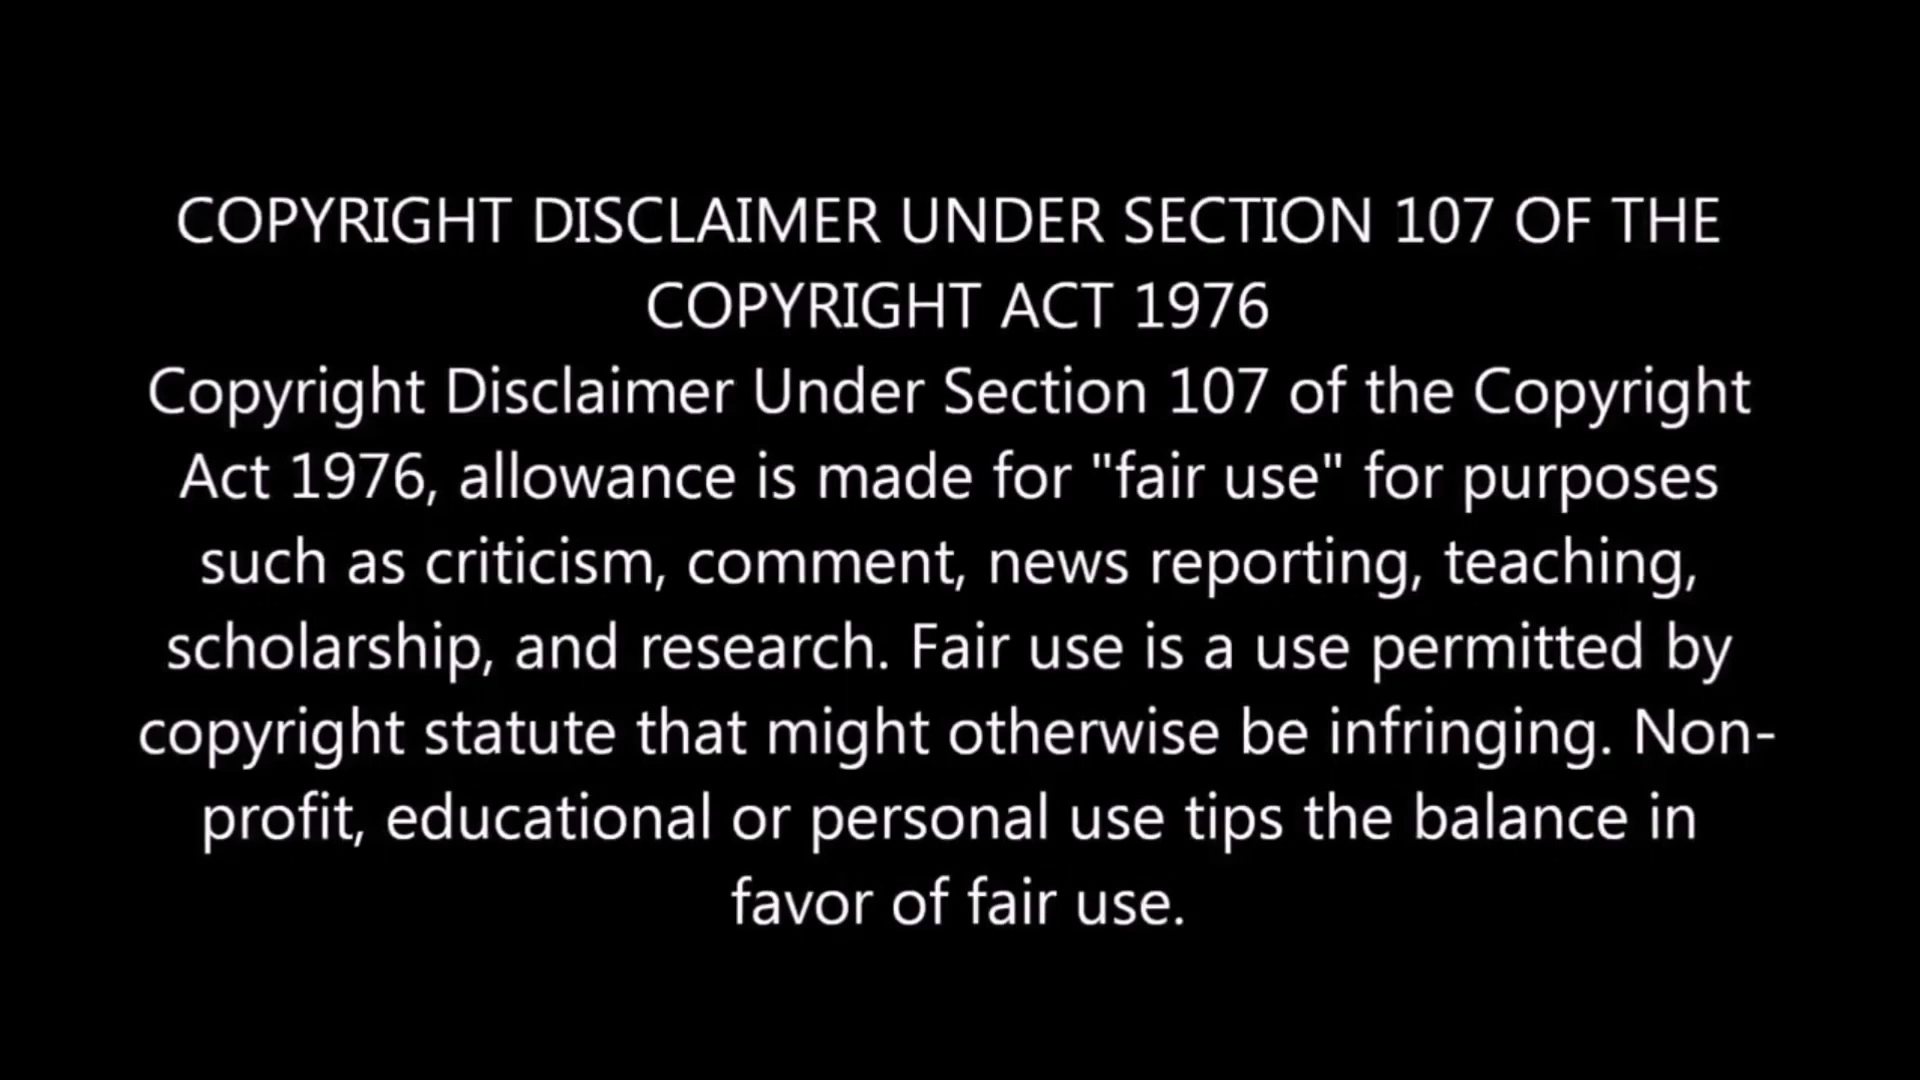 COPYRIGHT DISCLAIMER UNDER SECTION 107 OF THE
COPYRIGHT ACT 1976
Copyright Disclaimer Under Section 107 of the Copyright
Act 1976, allowance is made for "fair use" for purposes
such as criticism, comment, news reporting, teaching,
scholarship, and research. Fair use is a use permitted by
copyright statute that might otherwise be infringing. Non-
profit, educational or personal use tips the balance in
favor of fair use.